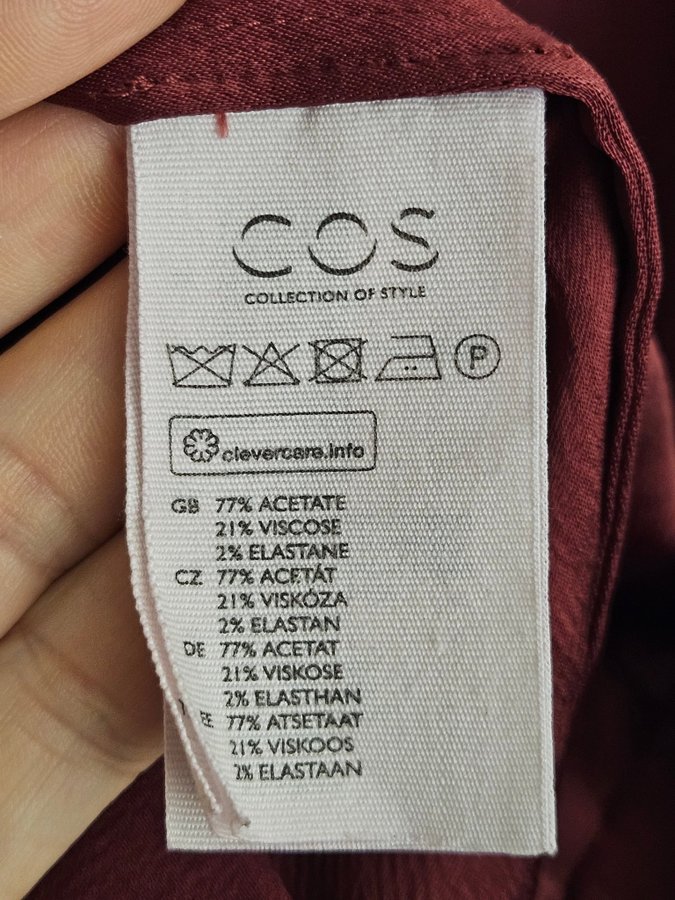 COS
COLLECTION OF STYLE
P
clevercare.info
GB 77% ACETATE
21% VISCOSE
2% ELASTANE
CZ 77% ACETÁT
21% VISKÓZA
2% ELASTAN
DE 77% ACETAT
21% VISKOSE
2% ELASTHAN
EE 77% ATSETAAT
21% VISKOOS
2% ELASTAAN